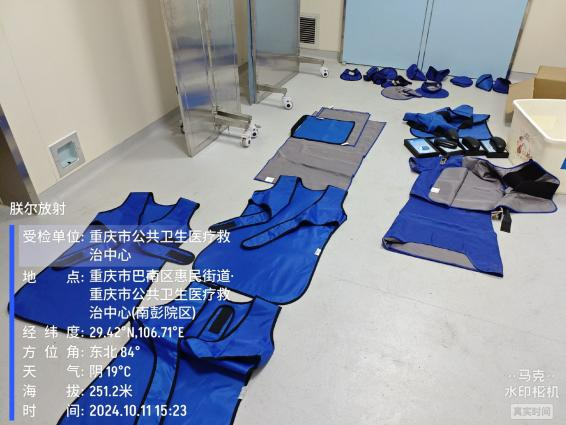 朕尔放射
受检单位: 重庆市公共卫生医疗救
治中心
地 点: 重庆市巴南区惠民街道·
重庆市公共卫生医疗救
治中心(南彭院区)
经 纬 度: 29.42°N,106.71°E
方 位 角: 东北84°
天 气: 阴19°C
海 拔: 251.2米
时 间: 2024.10.11 15:23
马克
水印相机
真实时间